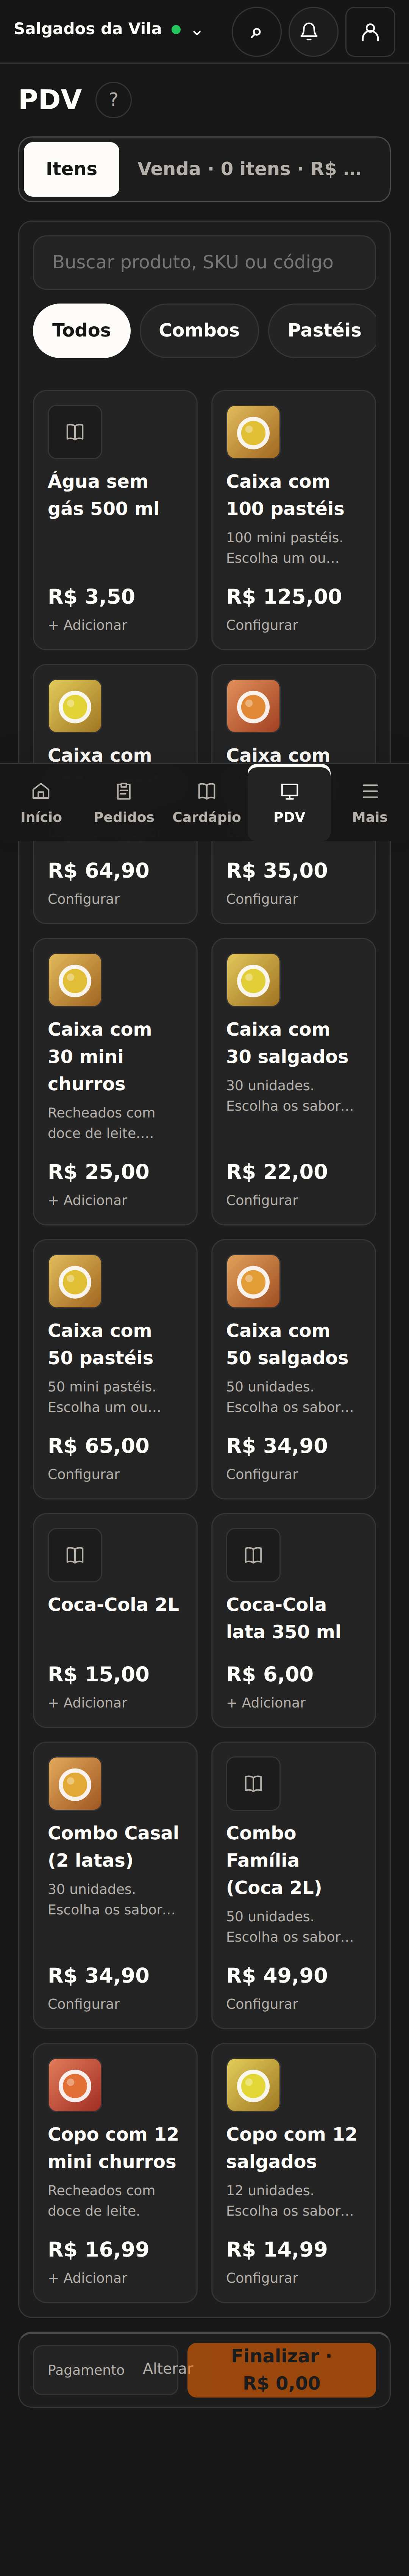 Salgados da Vila
PDV ?
Itens
Venda · 0 itens · R$ ...
Buscar produto, SKU ou código
Todos
Combos
Pastéis
Água sem
gás 500 ml
R$ 3,50
+ Adicionar
Caixa com
100 pastéis
100 mini pastéis.
Escolha um ou...
R$ 125,00
Configurar
Caixa com
R$ 64,90
Configurar
Caixa com
R$ 35,00
Configurar
Início
Pedidos
Cardápio
PDV
Mais
Caixa com
30 mini
churros
Recheados com
doce de leite....
R$ 25,00
+ Adicionar
Caixa com
30 salgados
30 unidades.
Escolha os sabor...
R$ 22,00
Configurar
Caixa com
50 pastéis
50 mini pastéis.
Escolha um ou...
R$ 65,00
Configurar
Caixa com
50 salgados
50 unidades.
Escolha os sabor...
R$ 34,90
Configurar
Coca-Cola 2L
R$ 15,00
+ Adicionar
Coca-Cola
lata 350 ml
R$ 6,00
+ Adicionar
Combo Casal
(2 latas)
30 unidades.
Escolha os sabor...
R$ 34,90
Configurar
Combo
Família
(Coca 2L)
50 unidades.
Escolha os sabor...
R$ 49,90
Configurar
Copo com 12
mini churros
Recheados com
doce de leite.
R$ 16,99
+ Adicionar
Copo com 12
salgados
12 unidades.
Escolha os sabor...
R$ 14,99
Configurar
Pagamento
Alterar
Finalizar ·
R$ 0,00